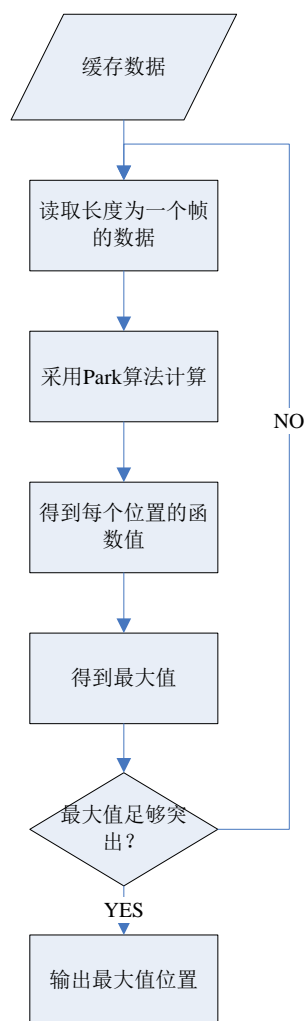 缓存数据
读取长度为一个帧
的数据
采用Park算法计算
NO
得到每个位置的函
数值
得到最大值
最大值足够突
出？
YES
输出最大值位置